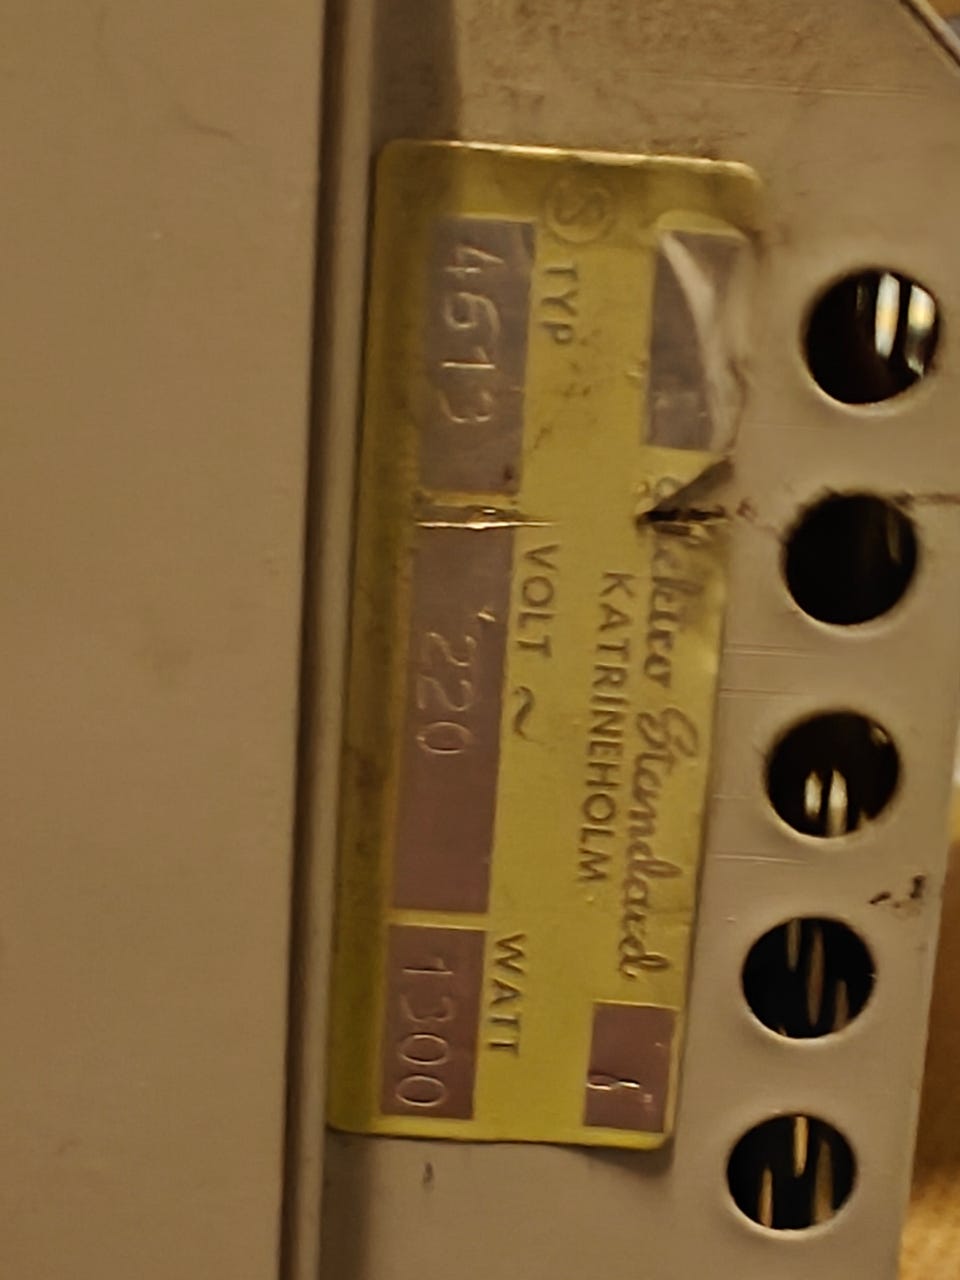 Elektro Standard
KATRINEHOLM
S TYP VOLT ~ WATT
4613 220 1300